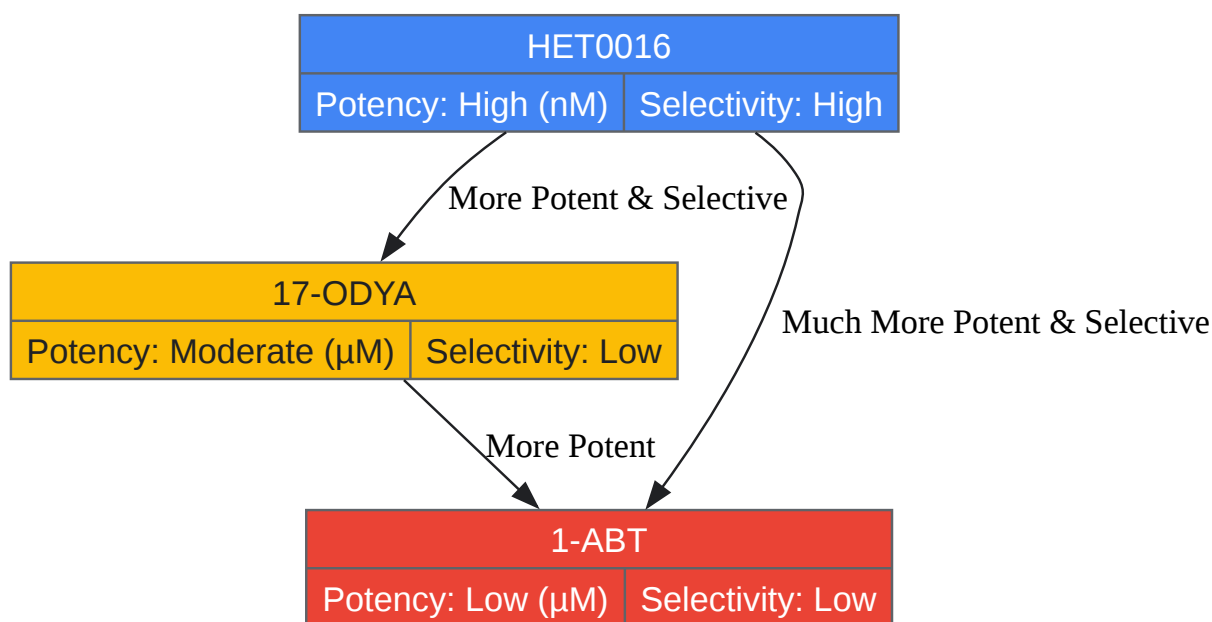 HET0016
Potency: High (nM)
Selectivity: High
More Potent & Selective
17-ODYA
Potency: Moderate (µM)
Selectivity: Low
Much More Potent & Selective
More Potent
1-ABT
Potency: Low (µM)
Selectivity: Low